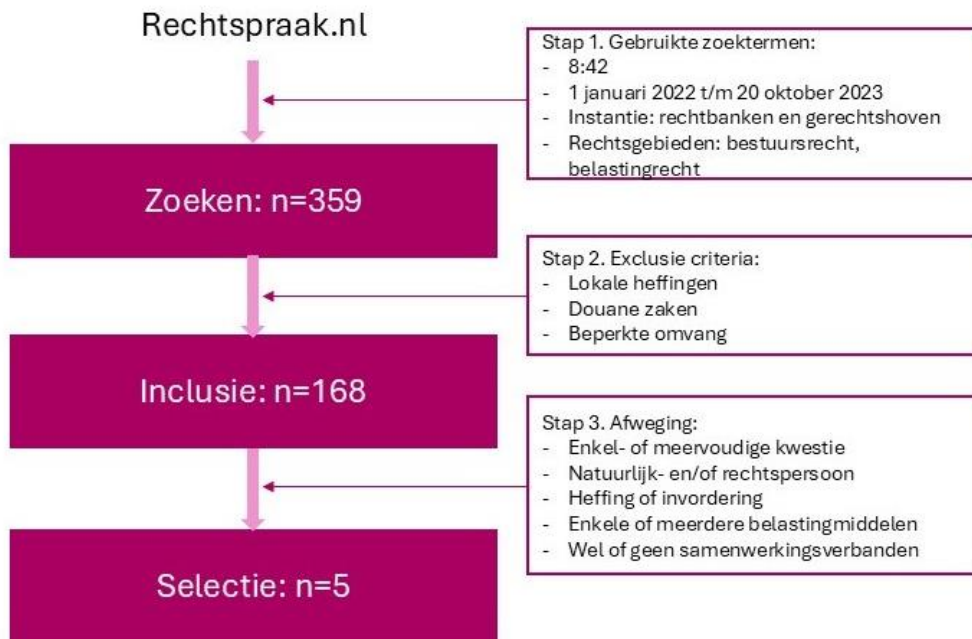 Rechtspraak.nl
Stap 1. Gebruikte zoektermen:
- 8:42
- 1 januari 2022 t/m 20 oktober 2023
- Instantie: rechtbanken en gerechtshoven
- Rechtsgebieden: bestuursrecht,
belastingrecht
Zoeken: n=359
Stap 2. Exclusie criteria:
- Lokale heffingen
- Douane zaken
- Beperkte omvang
Inclusie: n=168
Stap 3. Afweging:
- Enkel- of meervoudige kwestie
- Natuurlijk- en/of rechtspersoon
- Heffing of invordering
- Enkele of meerdere belastingmiddelen
- Wel of geen samenwerkingsverbanden
Selectie: n=5